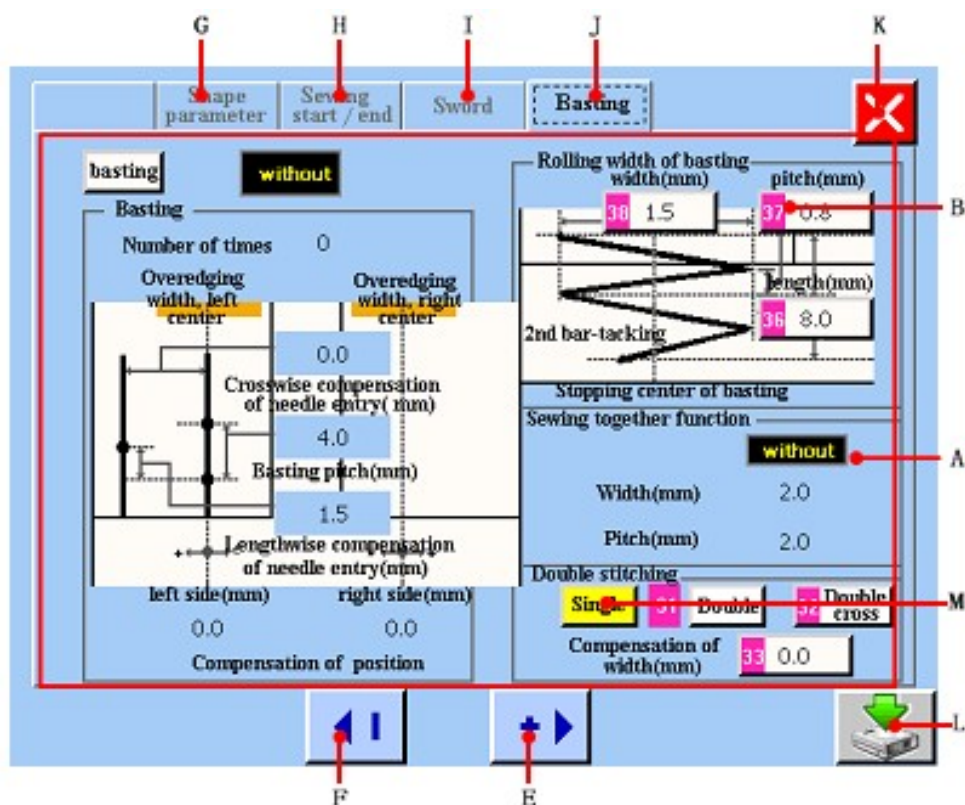 G H I J K
Shape
parameter
Sewing
start / end
Sword
Basting
basting
without
Rolling width of basting
width(mm)
pitch(mm)
38 1.5
37 0.8
B
Basting
Number of times 0
Overedging
width, left
center
Overedging
width, right
center
length(mm)
36 8.0
2nd bar-tacking
0.0
Crosswise compensation
of needle entry( mm)
Stopping center of basting
4.0
Basting pitch(mm)
1.5
Lengthwise compensation
of needle entry(mm)
Sewing together function
without
A
Width(mm) 2.0
Pitch(mm) 2.0
left side(mm)
right side(mm)
0.0 0.0
Compensation of position
Double stitching
Single
31 Double
32 Double
cross
M
Compensation of
width(mm)
33 0.0
L
F E